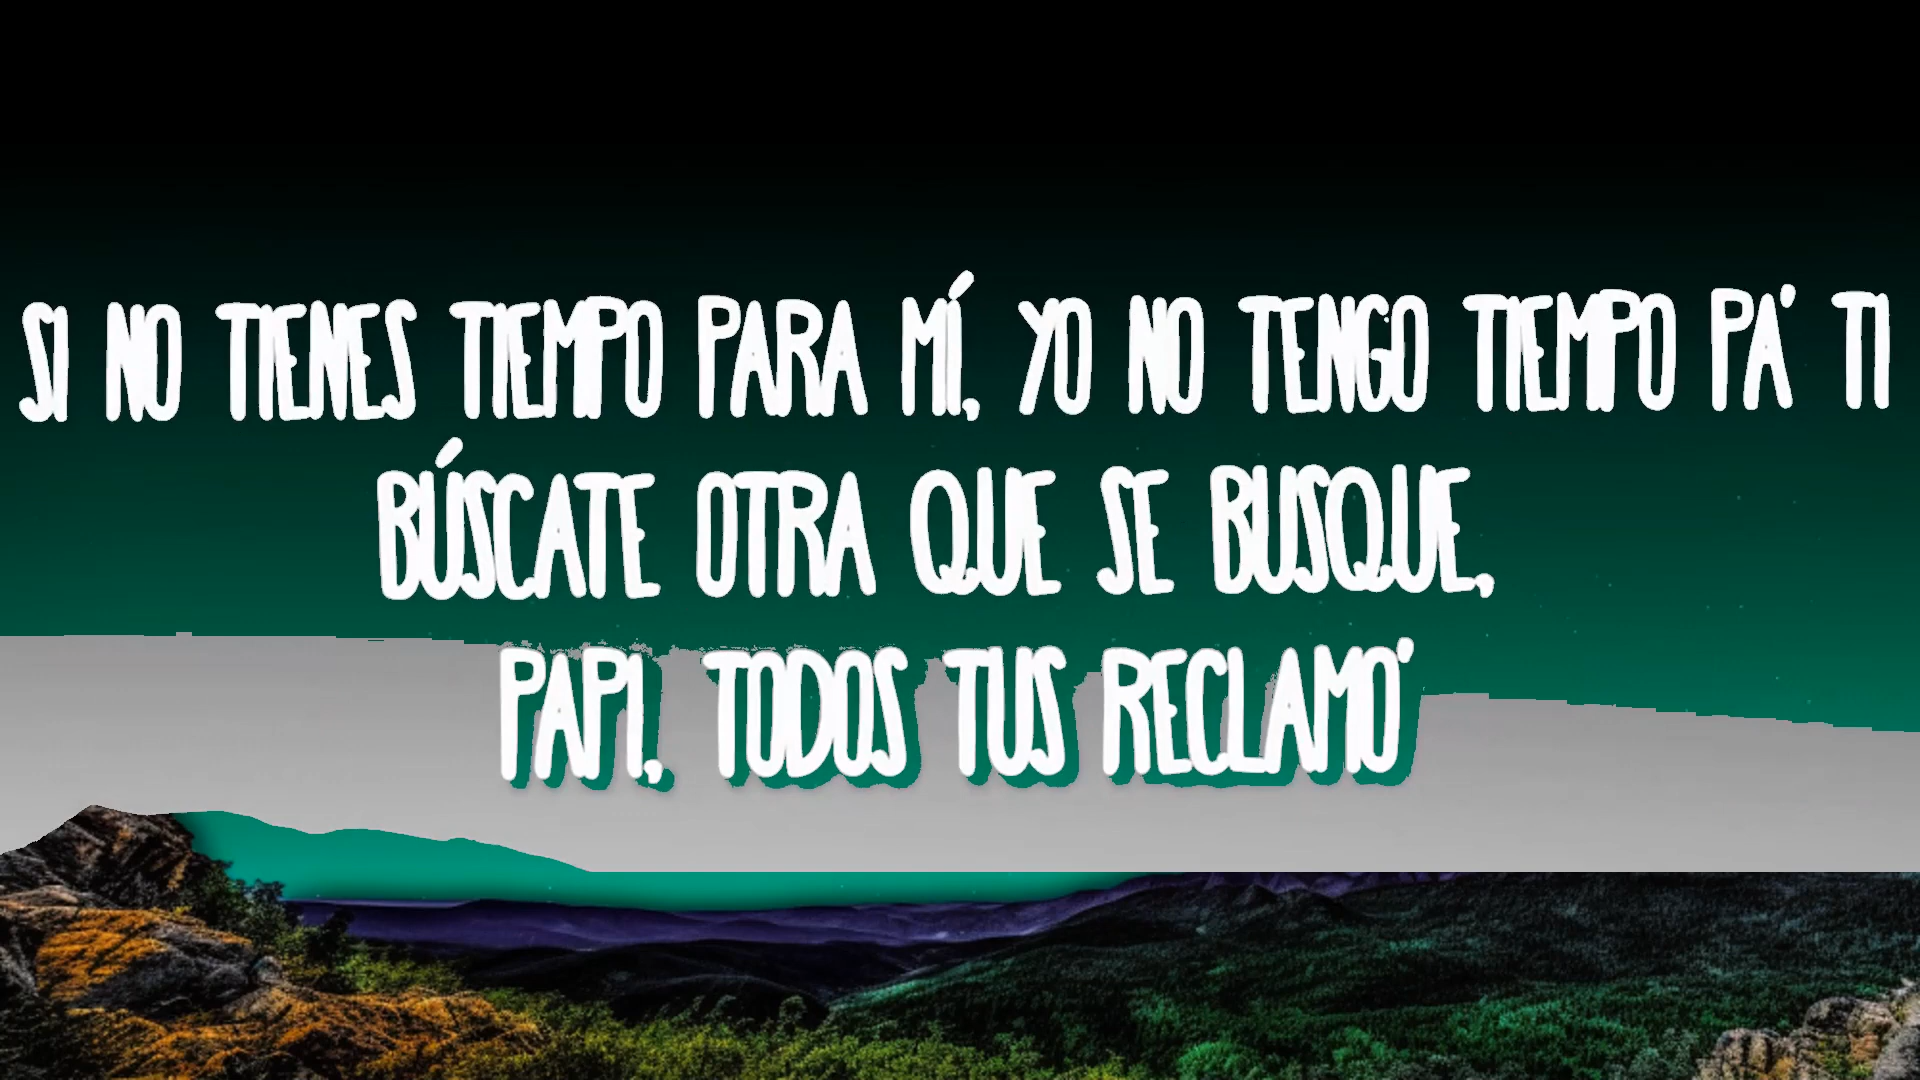 SI NO TIENES TIEMPO PARA MÍ, YO NO TENGO TIEMPO PA' TI
BÚSCATE OTRA QUE SE BUSQUE,
PAPI, TODOS TUS RECLAMO'